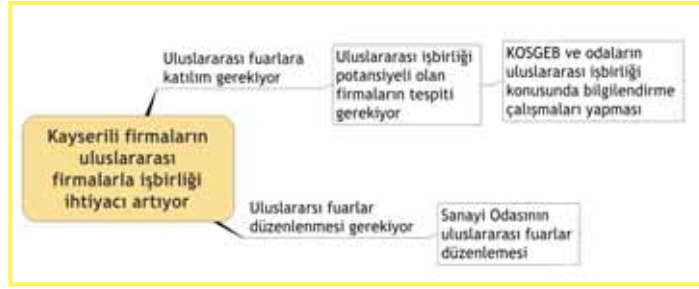 Kayserili firmaların
uluslararası
firmalarla işbirliği
ihtiyacı artıyor
Uluslararası fuarlara
katılım gerekiyor
Uluslararası işbirliği
potansiyeli olan
firmaların tespiti
gerekiyor
KOSGEB ve odaların
uluslararası işbirliği
konusunda bilgilendirme
çalışmaları yapması
Uluslararsı fuarlar
düzenlenmesi gerekiyor
Sanayi Odasının
uluslararası fuarlar
düzenlemesi